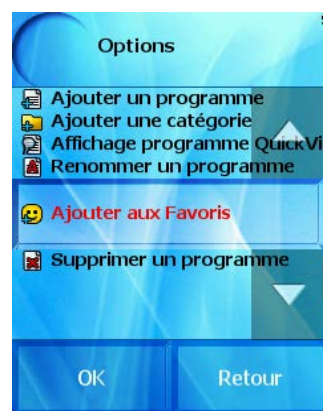 Options
Ajouter un programme
Ajouter une catégorie
Affichage programme QuickVi
Renommer un programme
Ajouter aux Favoris
Supprimer un programme
OK
Retour